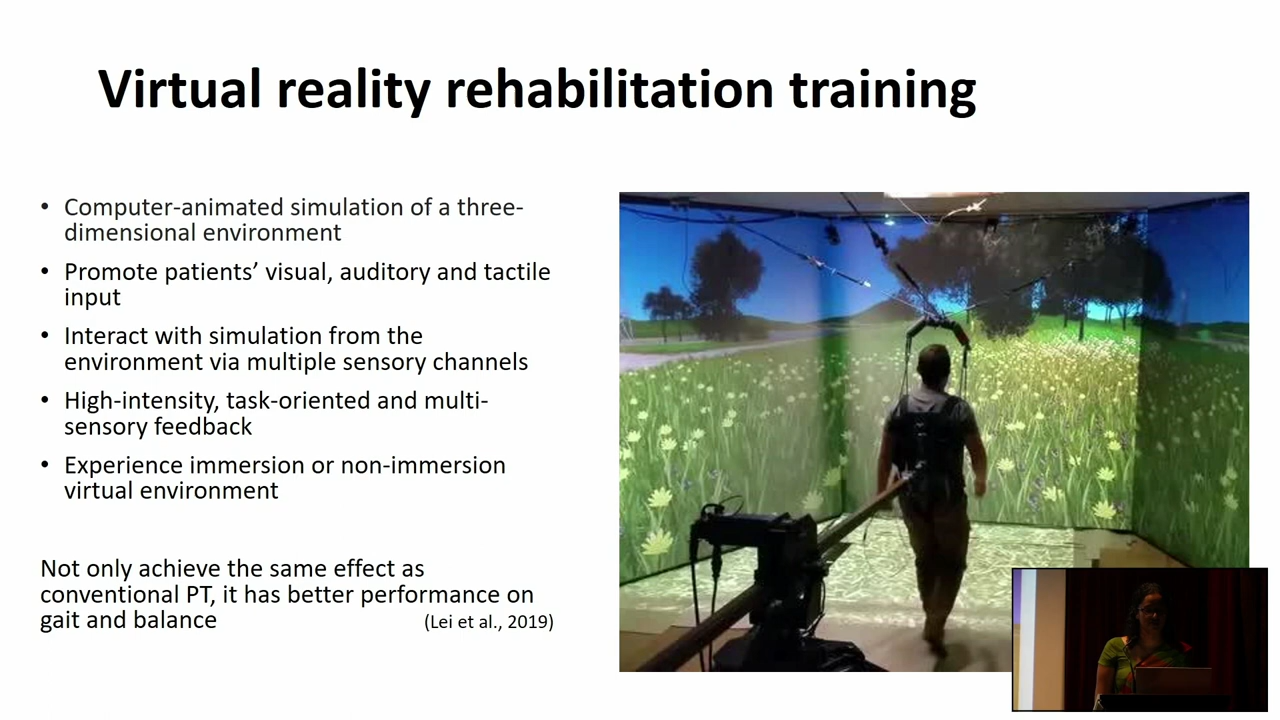 Virtual reality rehabilitation training
• Computer-animated simulation of a three-
dimensional environment
• Promote patients’ visual, auditory and tactile
input
• Interact with simulation from the
environment via multiple sensory channels
• High-intensity, task-oriented and multi-
sensory feedback
• Experience immersion or non-immersion
virtual environment
Not only achieve the same effect as
conventional PT, it has better performance on
gait and balance (Lei et al., 2019)